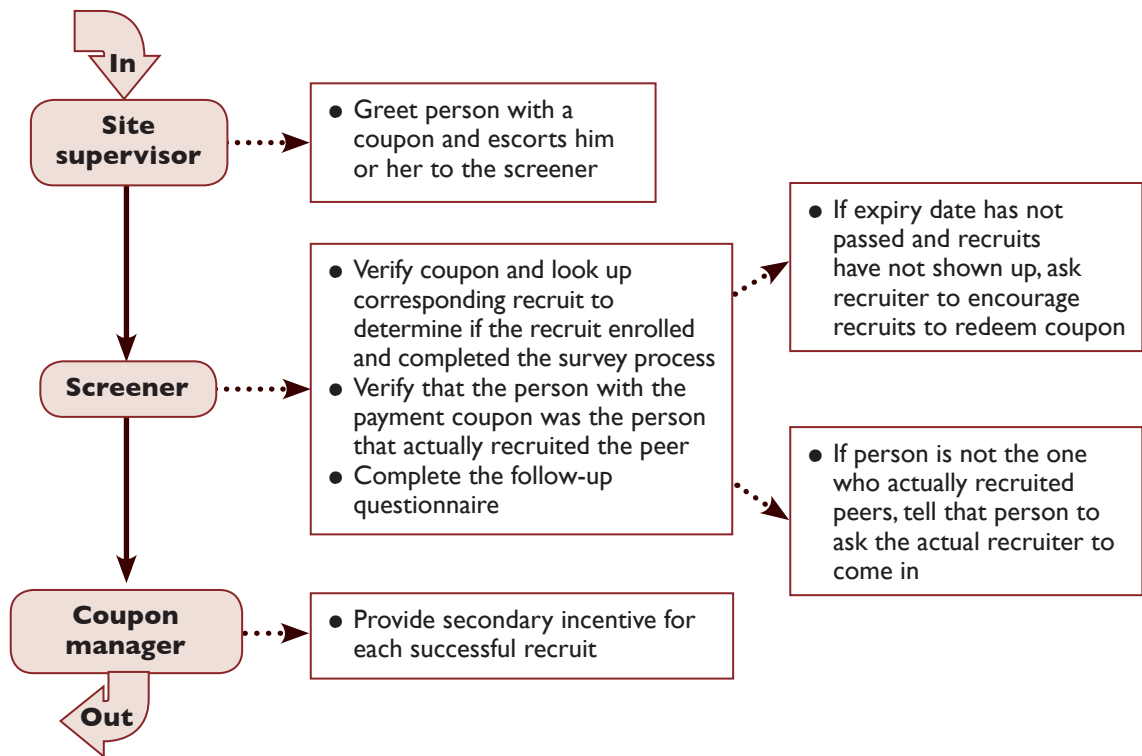 In
Site
supervisor
● Greet person with a
coupon and escorts him
or her to the screener
Screener
● Verify coupon and look up
corresponding recruit to
determine if the recruit enrolled
and completed the survey process
● Verify that the person with the
payment coupon was the person
that actually recruited the peer
● Complete the follow-up
questionnaire
● If expiry date has not
passed and recruits
have not shown up, ask
recruiter to encourage
recruits to redeem coupon
● If person is not the one
who actually recruited
peers, tell that person to
ask the actual recruiter to
come in
Coupon
manager
● Provide secondary incentive for
each successful recruit
Out